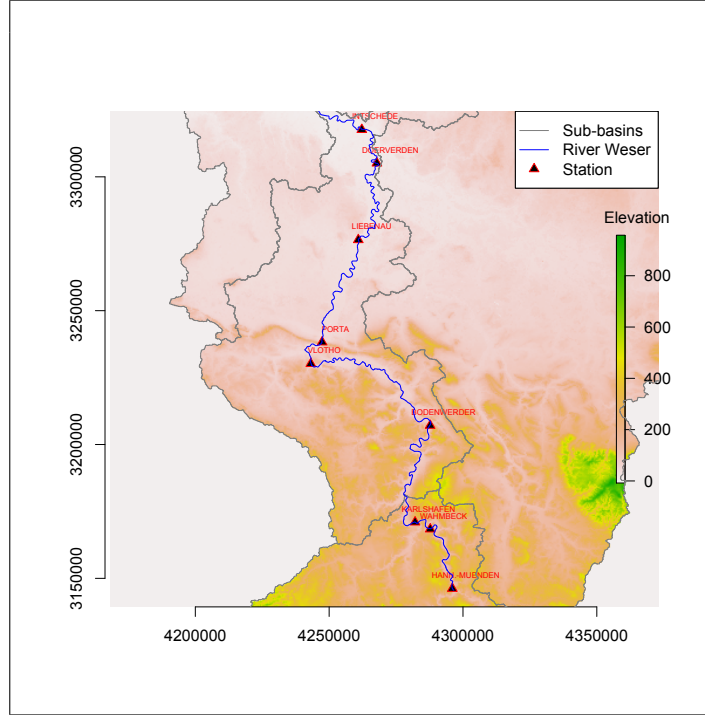 INTSCHEDE
DOERVERDEN
LIEBENAU
PORTA
VLOTHO
BODENWERDER
KARLSHAFEN
WAHMBECK
HANN.-MUENDEN
Sub-basins
River Weser
Station
Elevation
800
600
400
200
0
3300000
3250000
3200000
3150000
4200000 4250000 4300000 4350000